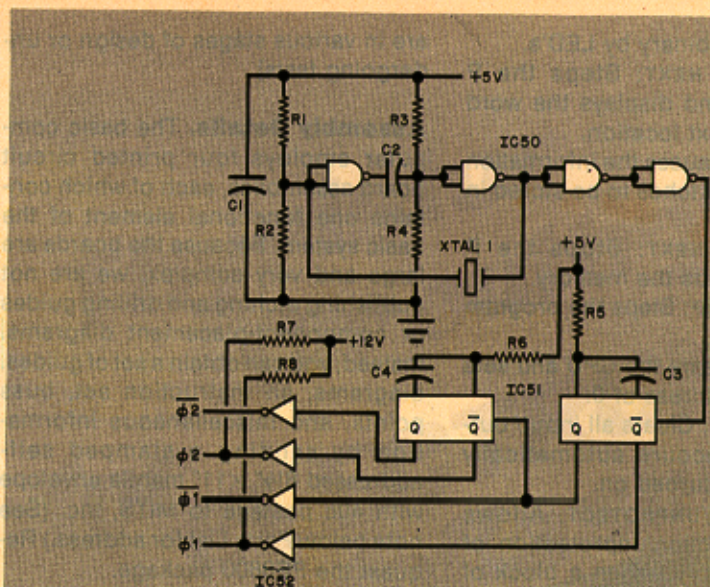 +5V
R1
R3
C2
IC50
C1
R2
R4
XTAL 1
+5V
R5
R7
+12V
R6
R8
C4
IC51
C3
φ2
Q
Q
Q
Q
φ2
φ1
φ1
IC52